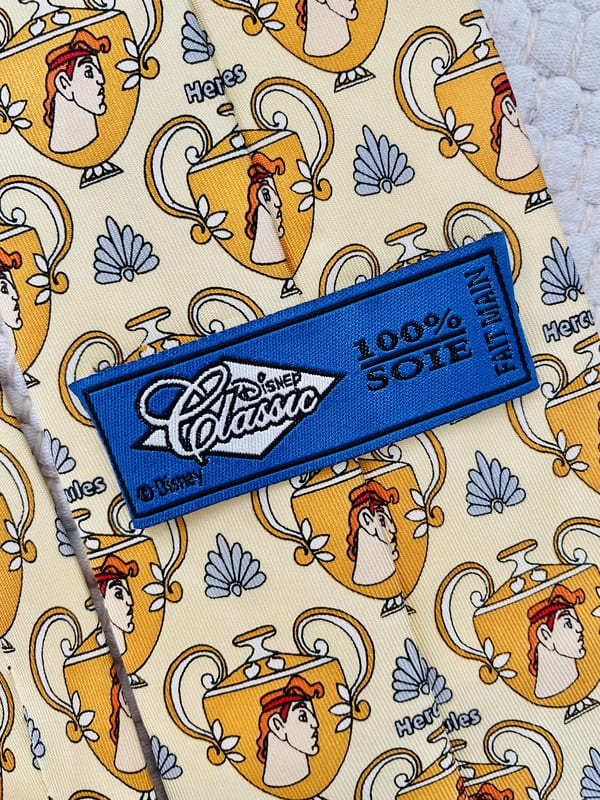 Heres
Hercu
Disney
Classic
© Disney
100%
SOIE
FAIT MAIN
ules
Hercules